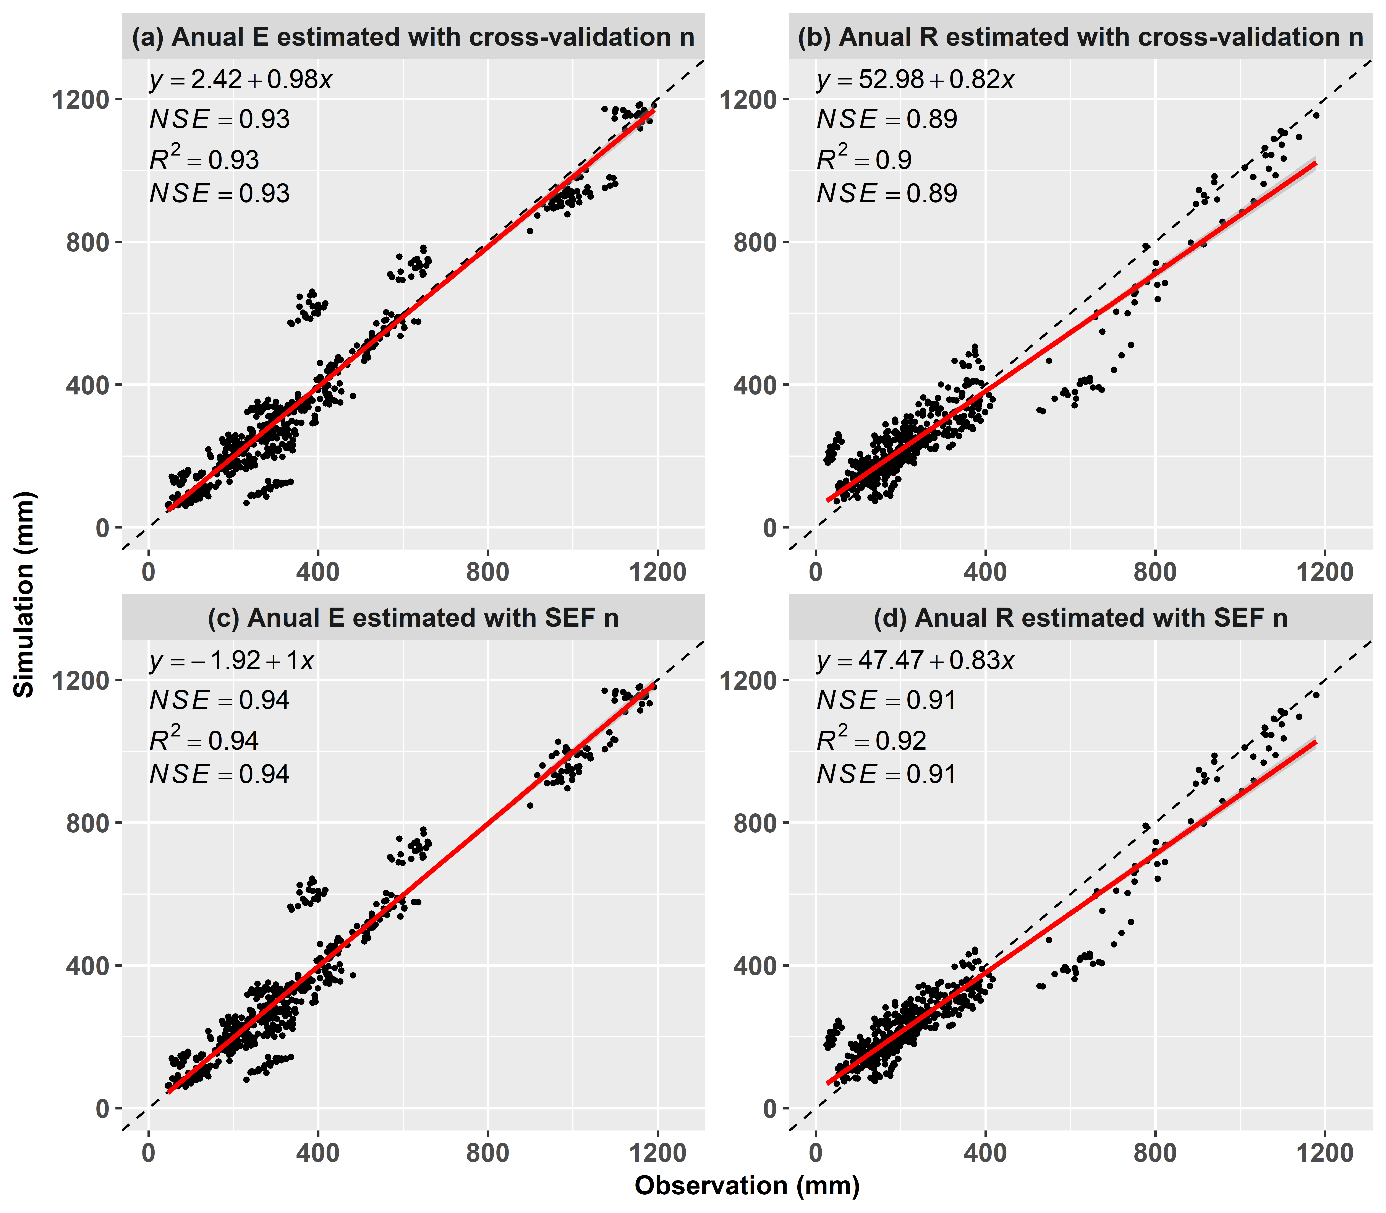 (a) Anual E estimated with cross-validation n
y = 2.42 + 0.98x
NSE = 0.93
R² = 0.93
NSE = 0.93
1200
800
400
0
0 400 800 1200
(b) Anual R estimated with cross-validation n
y = 52.98 + 0.82x
NSE = 0.89
R² = 0.9
NSE = 0.89
1200
800
400
0
0 400 800 1200
(c) Anual E estimated with SEF n
y = −1.92 + 1x
NSE = 0.94
R² = 0.94
NSE = 0.94
1200
800
400
0
0 400 800 1200
(d) Anual R estimated with SEF n
y = 47.47 + 0.83x
NSE = 0.91
R² = 0.92
NSE = 0.91
1200
800
400
0
0 400 800 1200
Simulation (mm)
Observation (mm)